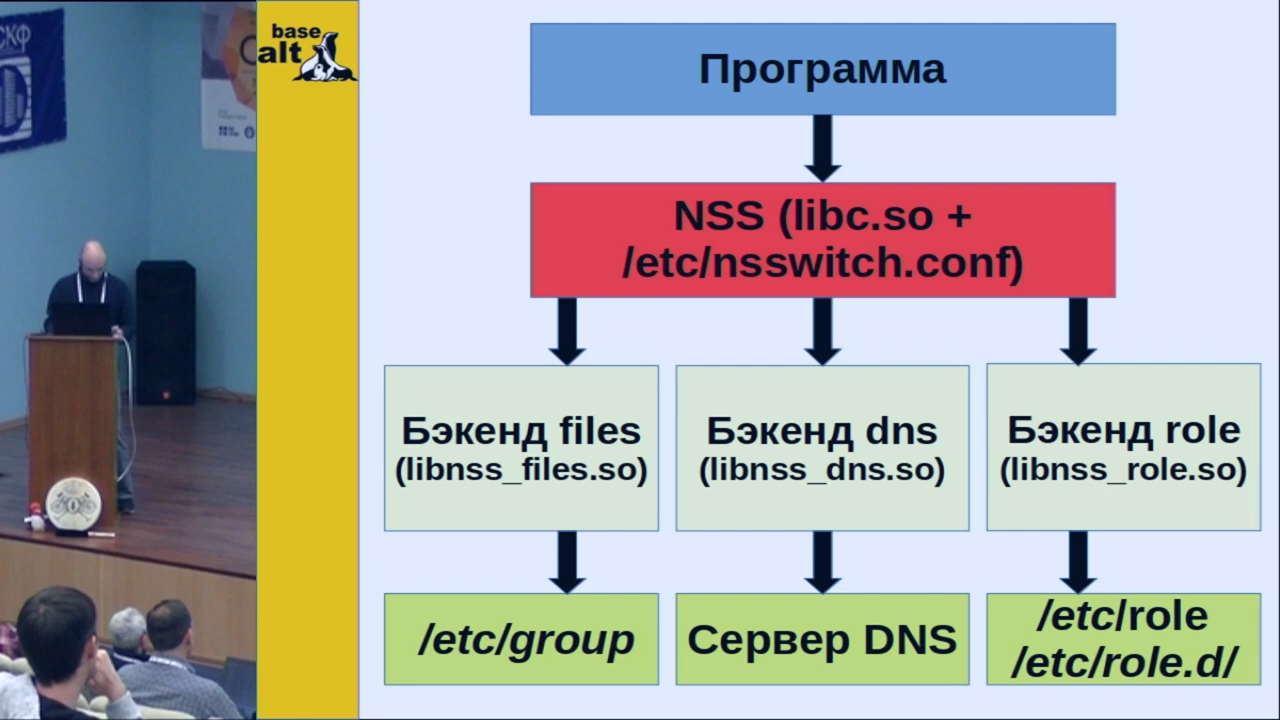 СКФ
base
alt
Программа
NSS (libc.so +
/etc/nsswitch.conf)
Бэкенд files
(libnss_files.so)
Бэкенд dns
(libnss_dns.so)
Бэкенд role
(libnss_role.so)
/etc/group
Сервер DNS
/etc/role
/etc/role.d/